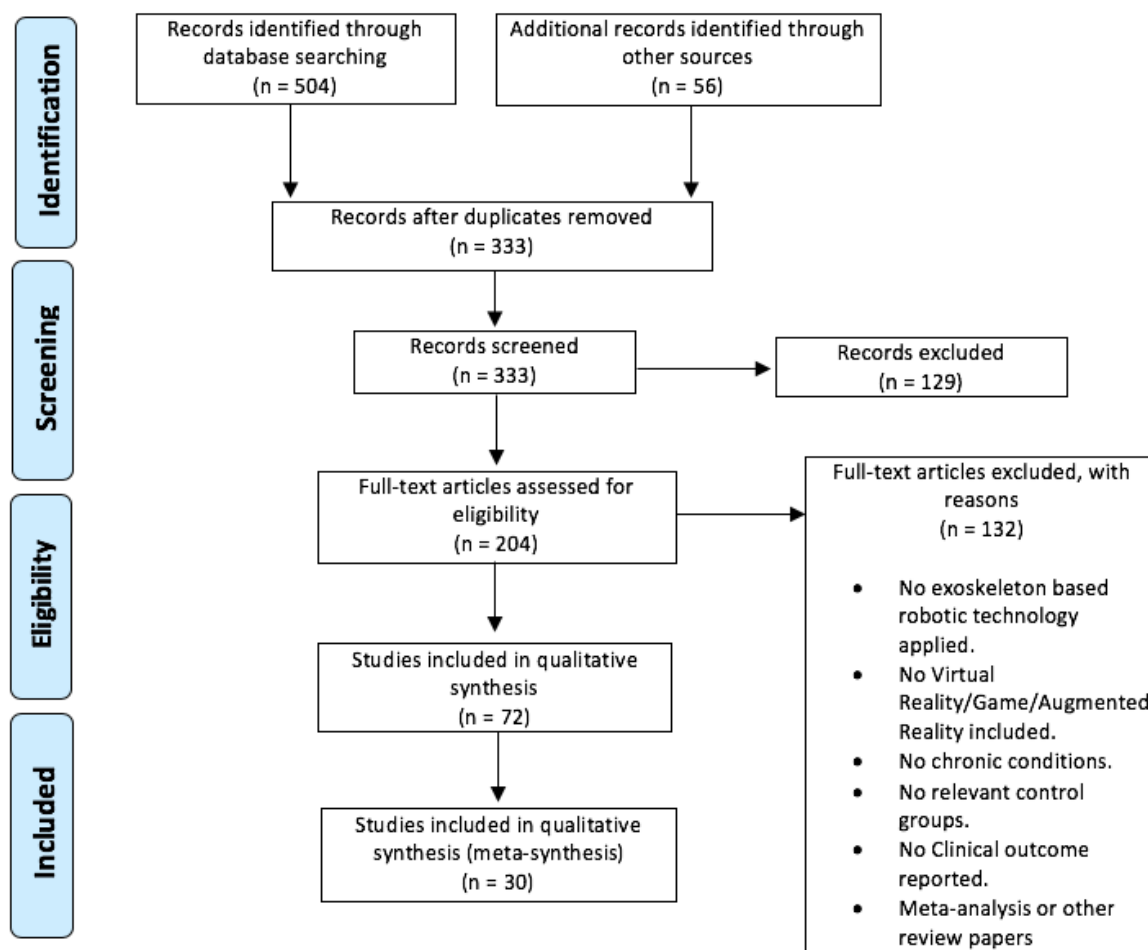 Identification
Records identified through
database searching
(n = 504)
Additional records identified through
other sources
(n = 56)
Records after duplicates removed
(n = 333)
Screening
Records screened
(n = 333)
Records excluded
(n = 129)
Eligibility
Full-text articles assessed for
eligibility
(n = 204)
Full-text articles excluded, with
reasons
(n = 132)
• No exoskeleton based
robotic technology
applied.
• No Virtual
Reality/Game/Augmented
Reality included.
• No chronic conditions.
• No relevant control
groups.
• No Clinical outcome
reported.
• Meta-analysis or other
review papers
Studies included in qualitative
synthesis
(n = 72)
Included
Studies included in qualitative
synthesis (meta-synthesis)
(n = 30)